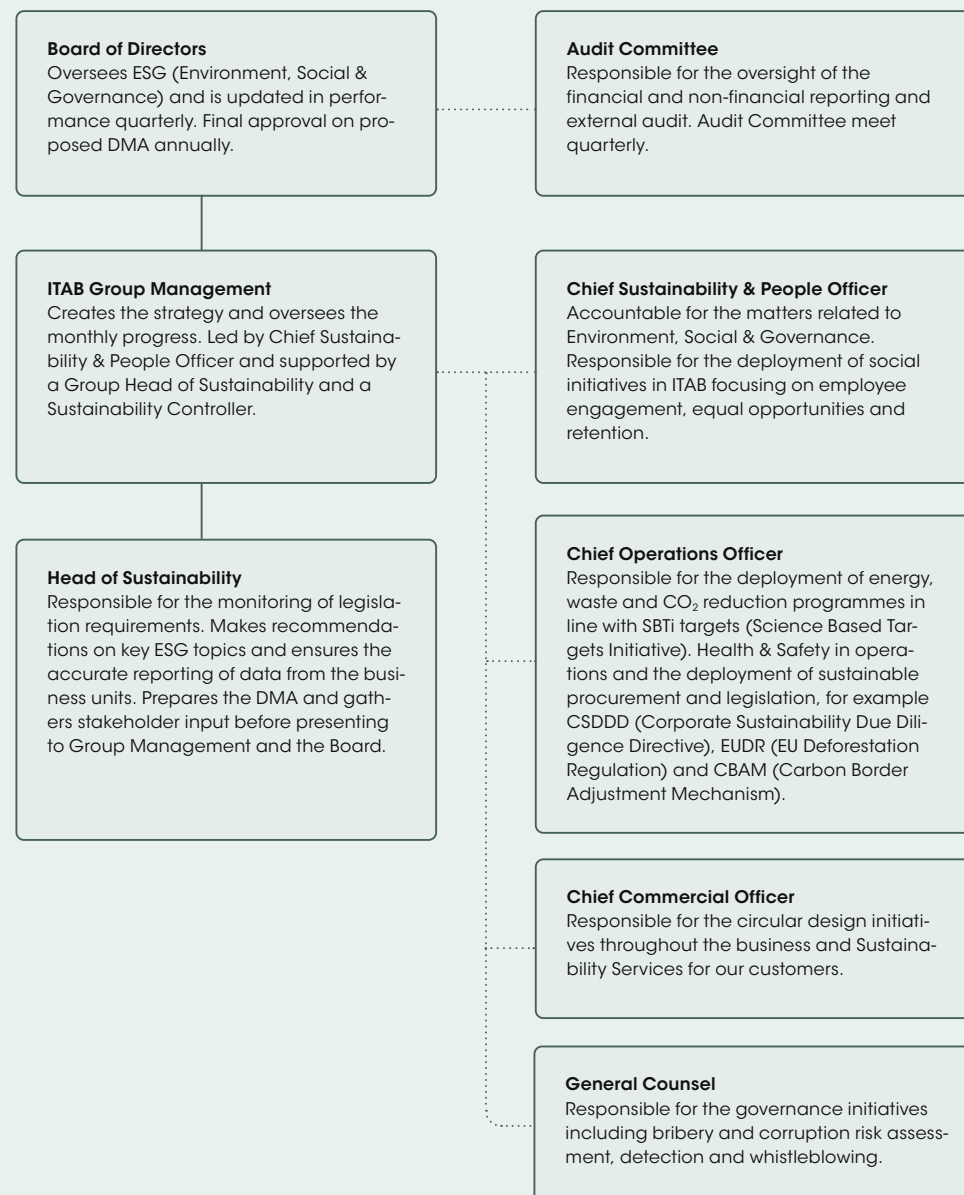 Board of Directors
Oversees ESG (Environment, Social &
Governance) and is updated in perfor-
mance quarterly. Final approval on pro-
posed DMA annually.
Audit Committee
Responsible for the oversight of the
financial and non-financial reporting and
external audit. Audit Committee meet
quarterly.
ITAB Group Management
Creates the strategy and oversees the
monthly progress. Led by Chief Sustaina-
bility & People Officer and supported by
a Group Head of Sustainability and a
Sustainability Controller.
Chief Sustainability & People Officer
Accountable for the matters related to
Environment, Social & Governance.
Responsible for the deployment of social
initiatives in ITAB focusing on employee
engagement, equal opportunities and
retention.
Head of Sustainability
Responsible for the monitoring of legisla-
tion requirements. Makes recommenda-
tions on key ESG topics and ensures the
accurate reporting of data from the busi-
ness units. Prepares the DMA and gath-
ers stakeholder input before presenting
to Group Management and the Board.
Chief Operations Officer
Responsible for the deployment of energy,
waste and CO₂ reduction programmes in
line with SBTi targets (Science Based Tar-
gets Initiative). Health & Safety in opera-
tions and the deployment of sustainable
procurement and legislation, for example
CSDDD (Corporate Sustainability Due Dili-
gence Directive), EUDR (EU Deforestation
Regulation) and CBAM (Carbon Border
Adjustment Mechanism).
Chief Commercial Officer
Responsible for the circular design initiati-
ves throughout the business and Sustaina-
bility Services for our customers.
General Counsel
Responsible for the governance initiatives
including bribery and corruption risk assess-
ment, detection and whistleblowing.